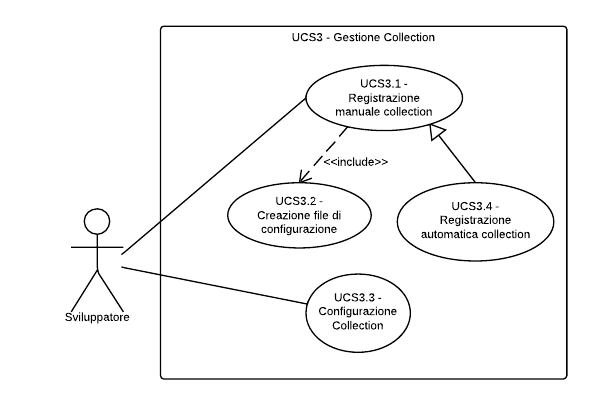 UCS3 - Gestione Collection
UCS3.1 -
Registrazione
manuale collection
<<include>>
UCS3.2 -
Creazione file di
configurazione
UCS3.4 -
Registrazione
automatica collection
UCS3.3 -
Configurazione
Collection
Sviluppatore